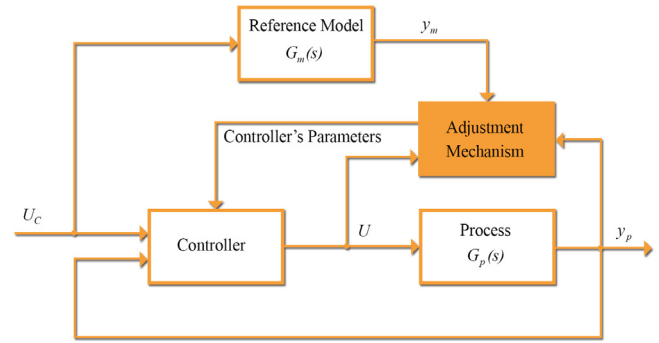 Reference Model
G_m(s)
y_m
Controller's Parameters
Adjustment
Mechanism
U_C
Controller
U
Process
G_p(s)
y_p